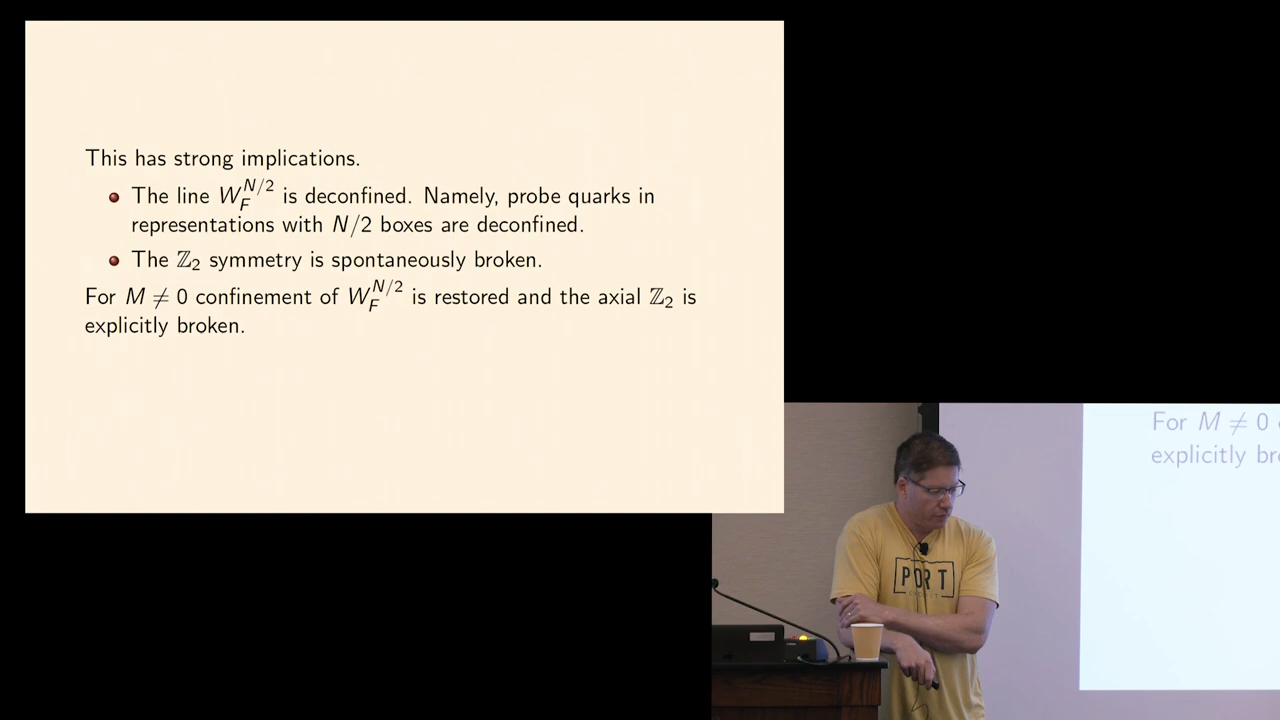 This has strong implications.
The line W_F^{N/2} is deconfined. Namely, probe quarks in
representations with N/2 boxes are deconfined.
The ℤ₂ symmetry is spontaneously broken.
For M ≠ 0 confinement of W_F^{N/2} is restored and the axial ℤ₂ is
explicitly broken.
For M ≠ 0
explicitly br
PORT